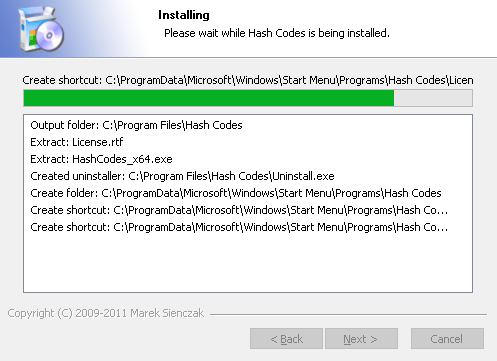 Installing
Please wait while Hash Codes is being installed.
Create shortcut: C:\ProgramData\Microsoft\Windows\Start Menu\Programs\Hash Codes\Licen
Output folder: C:\Program Files\Hash Codes
Extract: License.rtf
Extract: HashCodes_x64.exe
Created uninstaller: C:\Program Files\Hash Codes\Uninstall.exe
Create folder: C:\ProgramData\Microsoft\Windows\Start Menu\Programs\Hash Codes
Create shortcut: C:\ProgramData\Microsoft\Windows\Start Menu\Programs\Hash Co...
Create shortcut: C:\ProgramData\Microsoft\Windows\Start Menu\Programs\Hash Co...
Copyright (C) 2009-2011 Marek Sienczak
< Back Next > Cancel